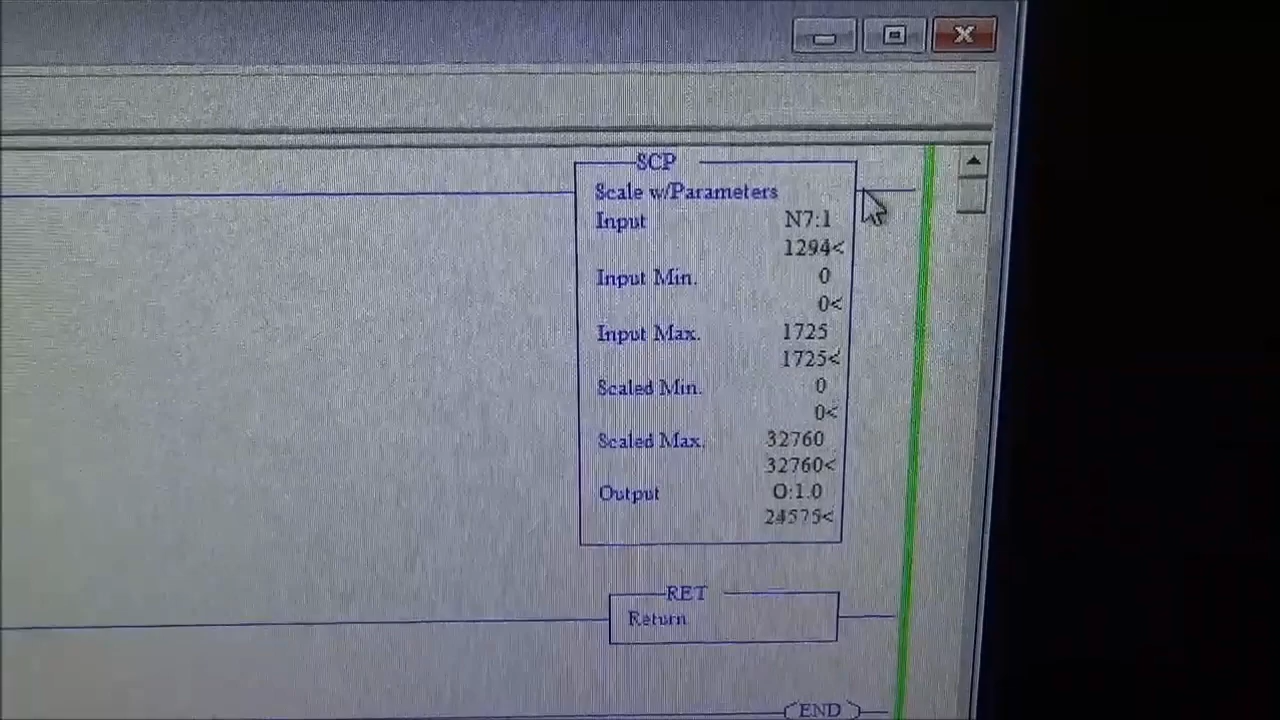 SCP
Scale w/Parameters
Input N7:1
1294<
Input Min. 0
0<
Input Max. 1725
1725<
Scaled Min. 0
0<
Scaled Max. 32760
32760<
Output O:1.0
24575<
RET
Return
END